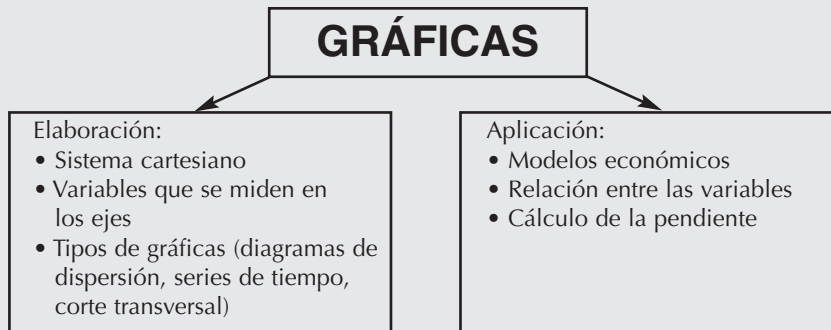 GRÁFICAS
Elaboración:
• Sistema cartesiano
• Variables que se miden en
los ejes
• Tipos de gráficas (diagramas de
dispersión, series de tiempo,
corte transversal)
Aplicación:
• Modelos económicos
• Relación entre las variables
• Cálculo de la pendiente